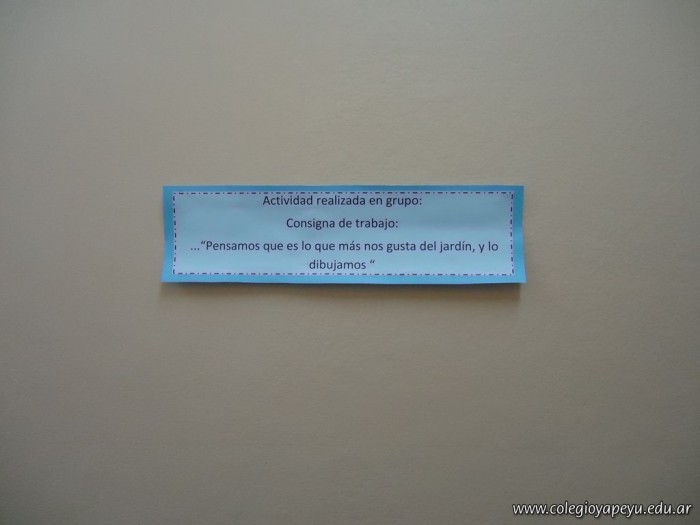 Actividad realizada en grupo:
Consigna de trabajo:
...“Pensamos que es lo que más nos gusta del jardín, y lo
dibujamos “
www.colegioyapeyu.edu.ar